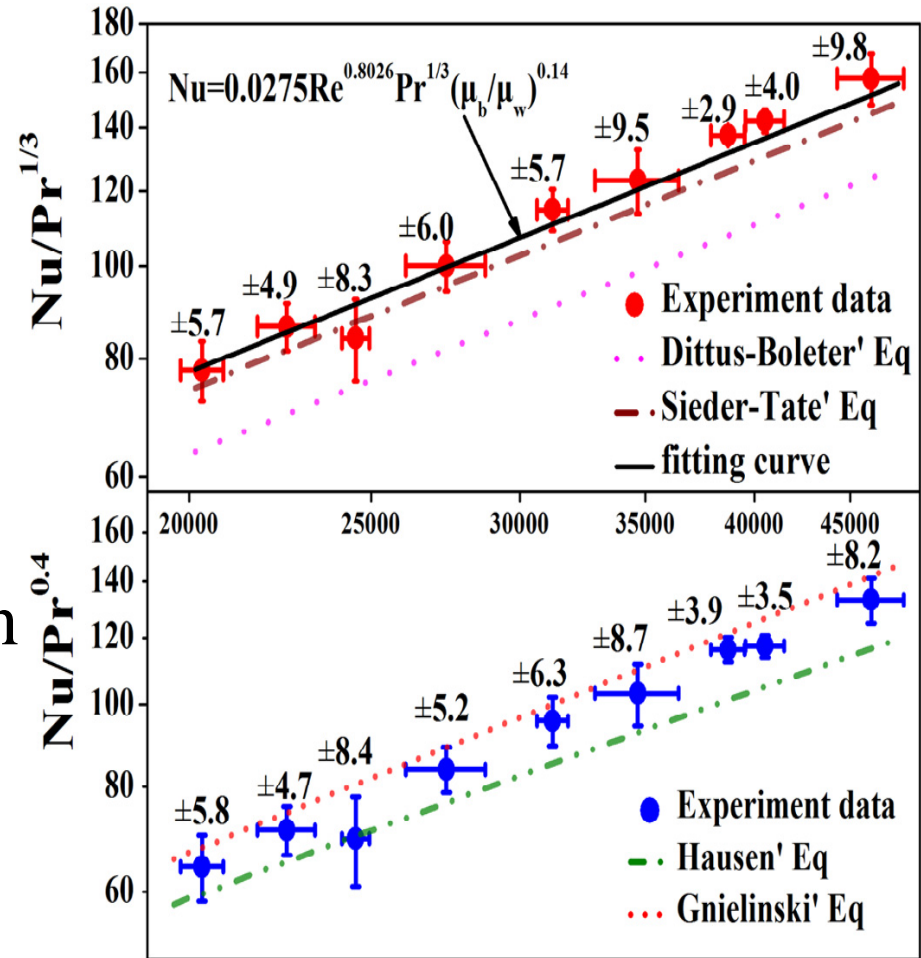 180
160
140
120
100
80
60
Nu/Pr^1/3
Nu=0.0275Re^0.8026Pr^1/3(μ_b/μ_w)^0.14
±5.7
±4.9
±8.3
±6.0
±5.7
±9.5
±2.9
±4.0
±9.8
Experiment data
Dittus-Boleter' Eq
Sieder-Tate' Eq
fitting curve
20000 25000 30000 35000 40000 45000
160
140
120
100
80
60
n
Nu/Pr^0.4
±5.8
±4.7
±8.4
±5.2
±6.3
±8.7
±3.9
±3.5
±8.2
Experiment data
Hausen' Eq
Gnielinski' Eq